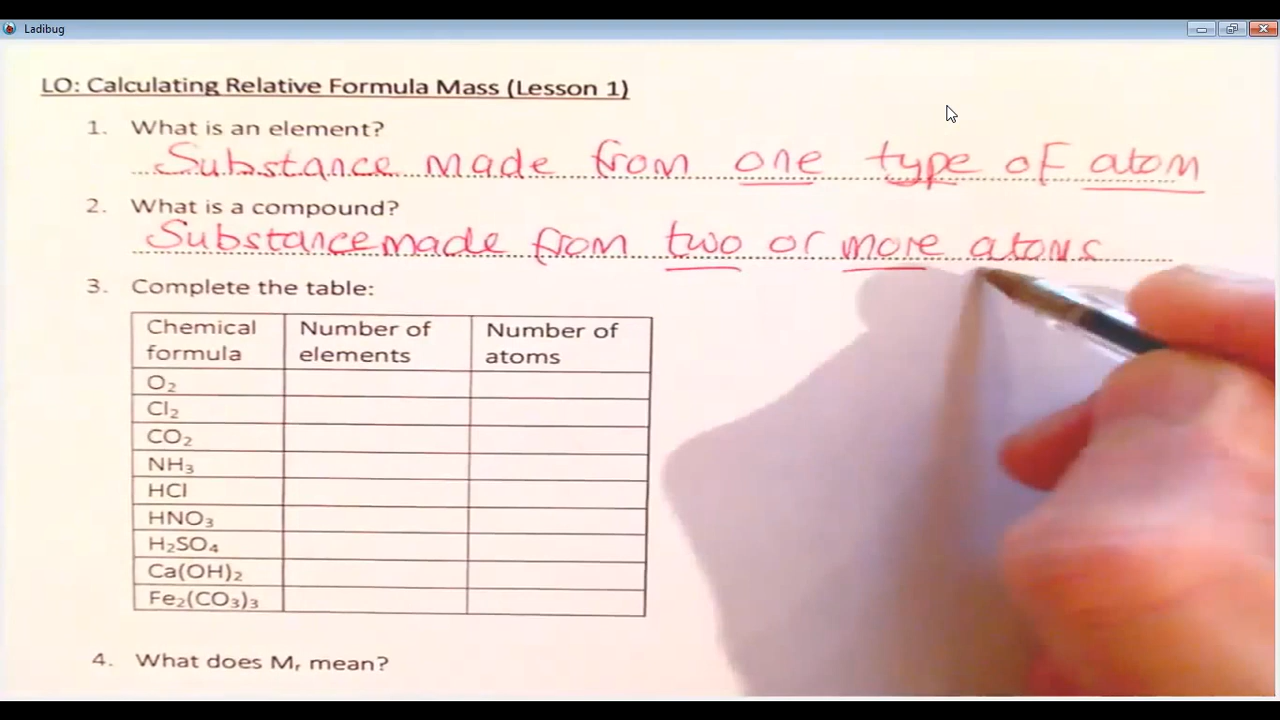 Ladibug
LO: Calculating Relative Formula Mass (Lesson 1)
1. What is an element?
Substance made from one type of atom
2. What is a compound?
Substance made from two or more atoms
3. Complete the table:
Chemical formula Number of elements Number of atoms
O₂
Cl₂
CO₂
NH₃
HCl
HNO₃
H₂SO₄
Ca(OH)₂
Fe₂(CO₃)₃
4. What does Mᵣ mean?